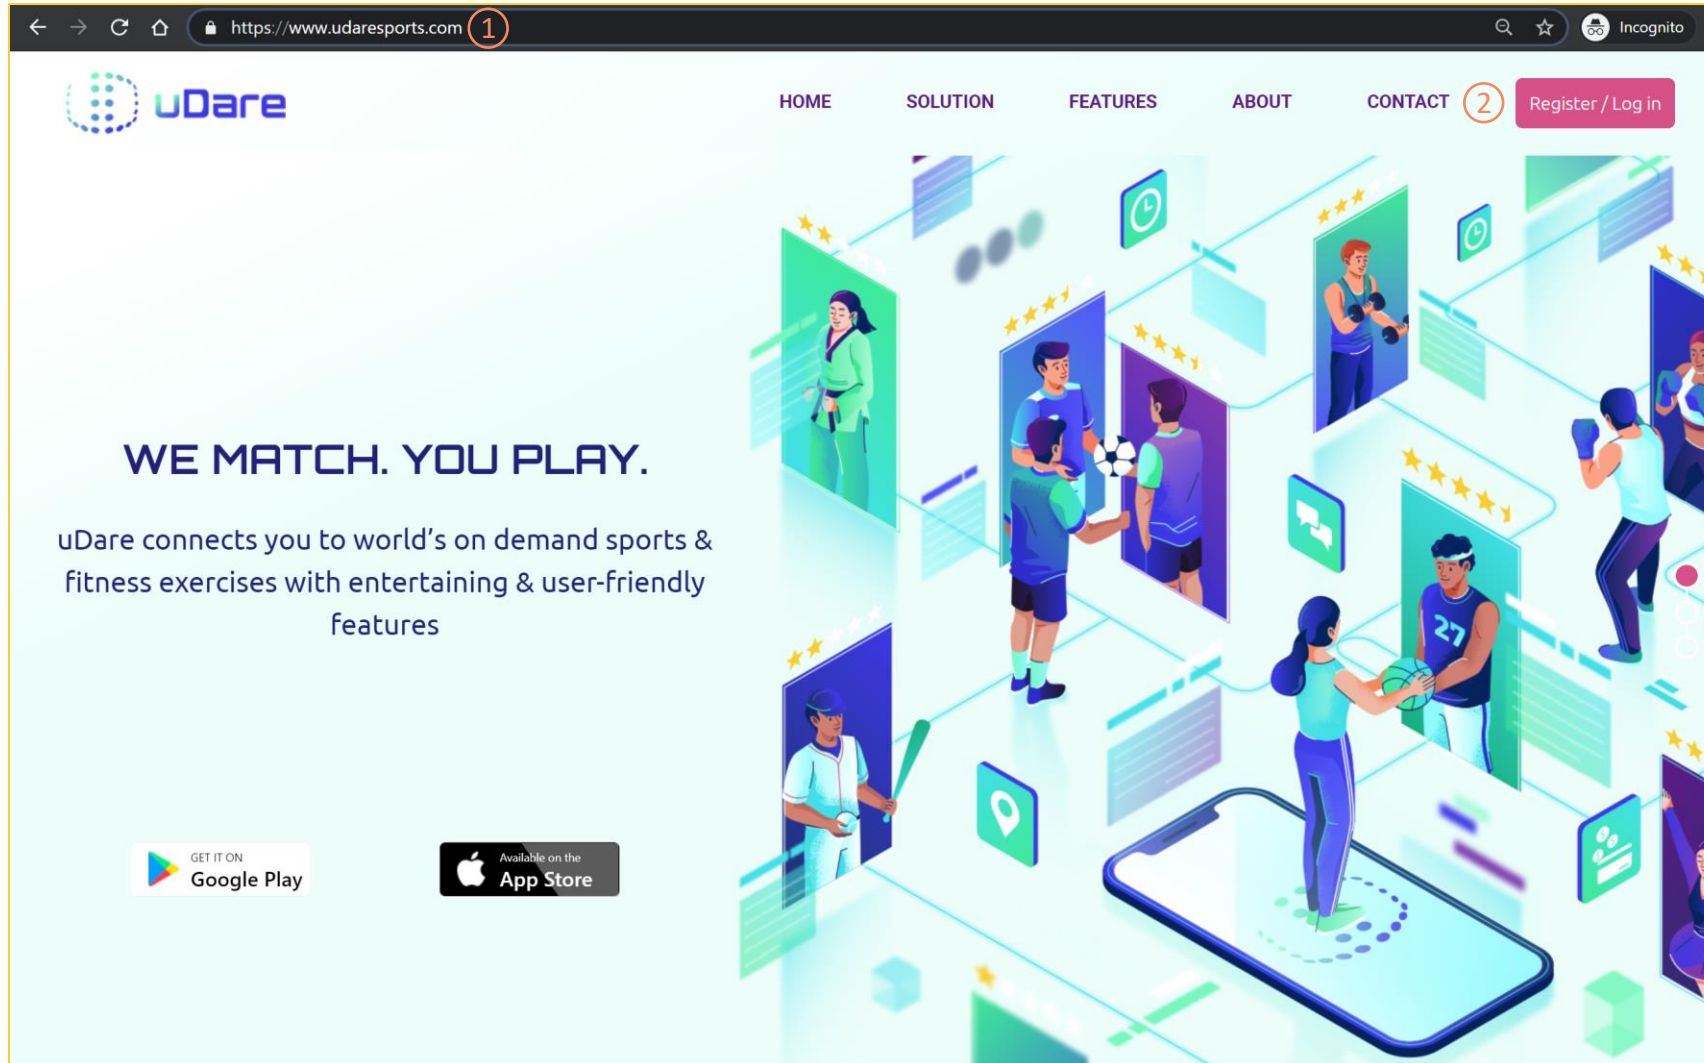 https://www.udaresports.com 1
Incognito
uDare
HOME SOLUTION FEATURES ABOUT CONTACT 2 Register / Log in
WE MATCH. YOU PLAY.
uDare connects you to world's on demand sports &
fitness exercises with entertaining & user-friendly
features
27
GET IT ON
Google Play
Available on the
App Store